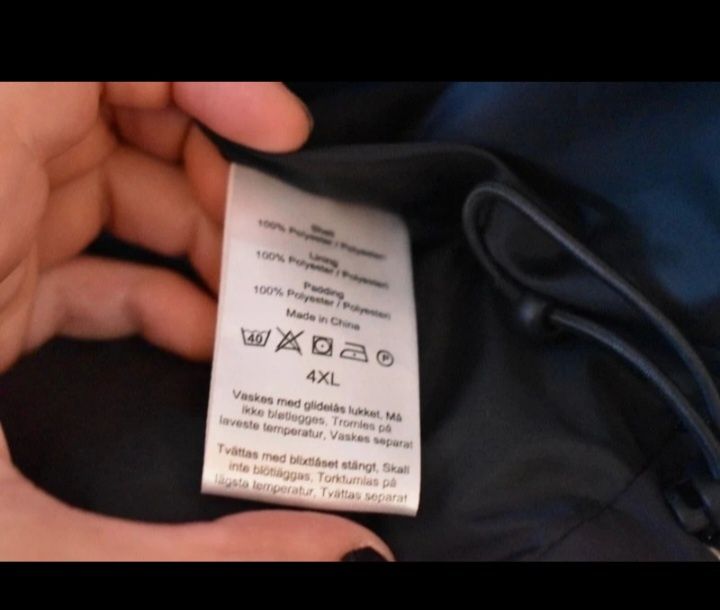 Shell
100% Polyester / Polyesteri
Lining
100% Polyester / Polyesteri
Padding
100% Polyester / Polyesteri
Made in China
40 P
4XL
Vaskes med glidelås lukket, Må
ikke bløtlegges, Tromles på
laveste temperatur, Vaskes separat
Tvättas med blixtlåset stängt, Skall
inte blötläggas, Torktumlas på
lägsta temperatur, Tvättas separat